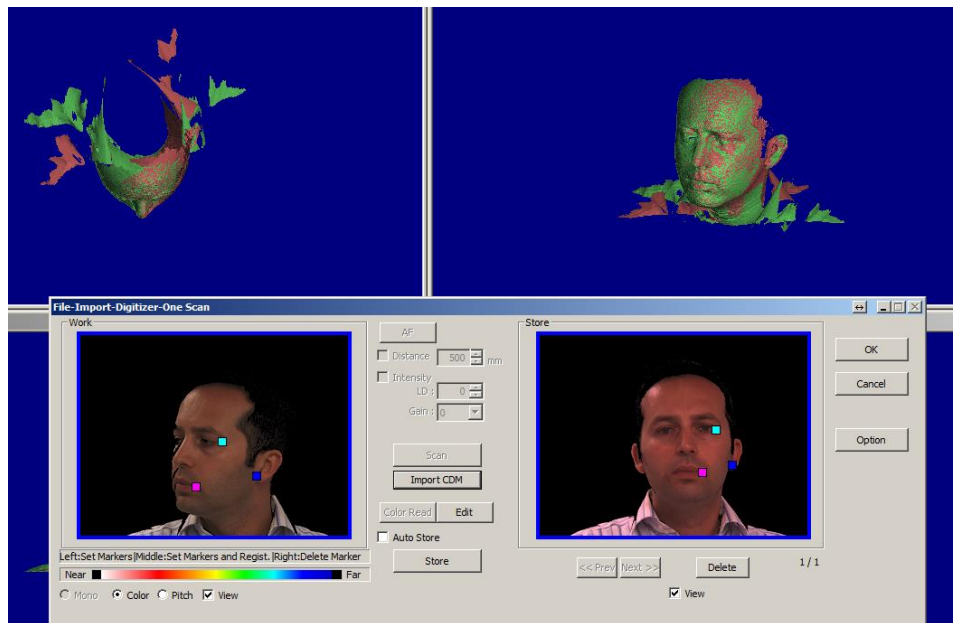 File-Import-Digitizer-One Scan
Work
AF
Distance 500 mm
Intensity
LD : 0
Gain : 0
Scan
Import CDM
Color Read Edit
Auto Store
Store
Left:Set Markers|Middle:Set Markers and Regist. |Right:Delete Marker
Near Far
Mono Color Pitch View
Store
<< Prev Next >> Delete 1 / 1
View
OK
Cancel
Option